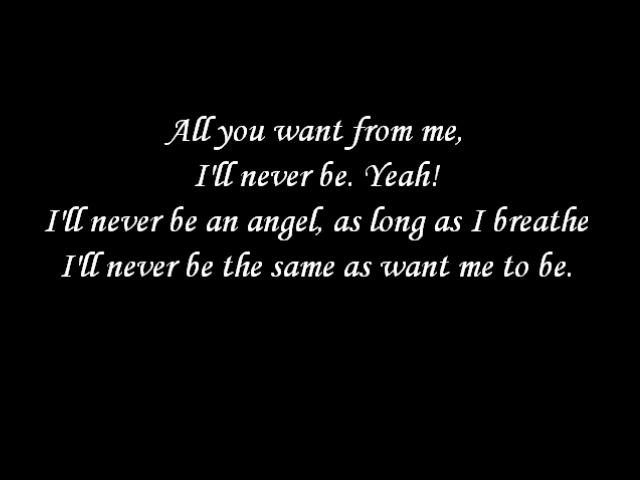 All you want from me,
I'll never be. Yeah!
I'll never be an angel, as long as I breathe
I'll never be the same as want me to be.